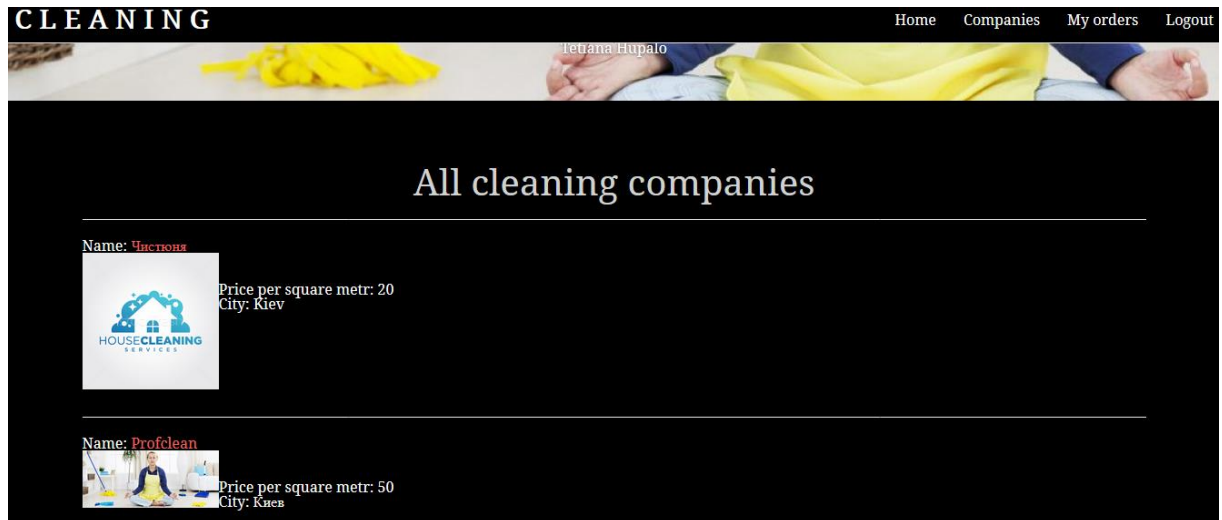 CLEANING
Home Companies My orders Logout
Tetiana Hupalo
All cleaning companies
Name: Чистюня
HOUSECLEANING
SERVICES
Price per square metr: 20
City: Kiev
Name: Profclean
Price per square metr: 50
City: Киев